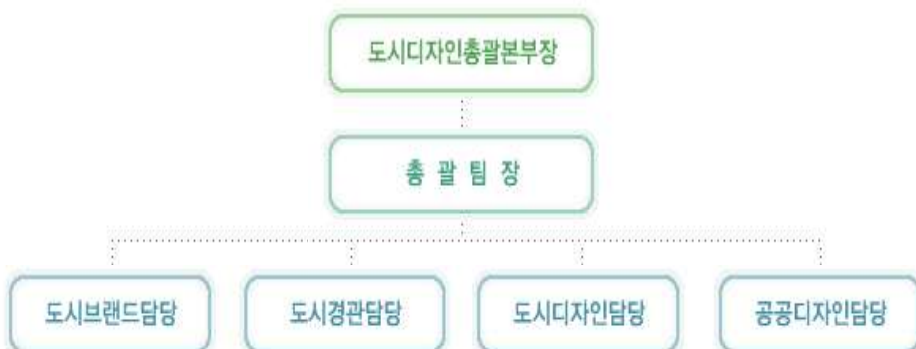 도시디자인총괄본부장
총 괄 팀 장
도시브랜드담당
도시경관담당
도시디자인담당
공공디자인담당